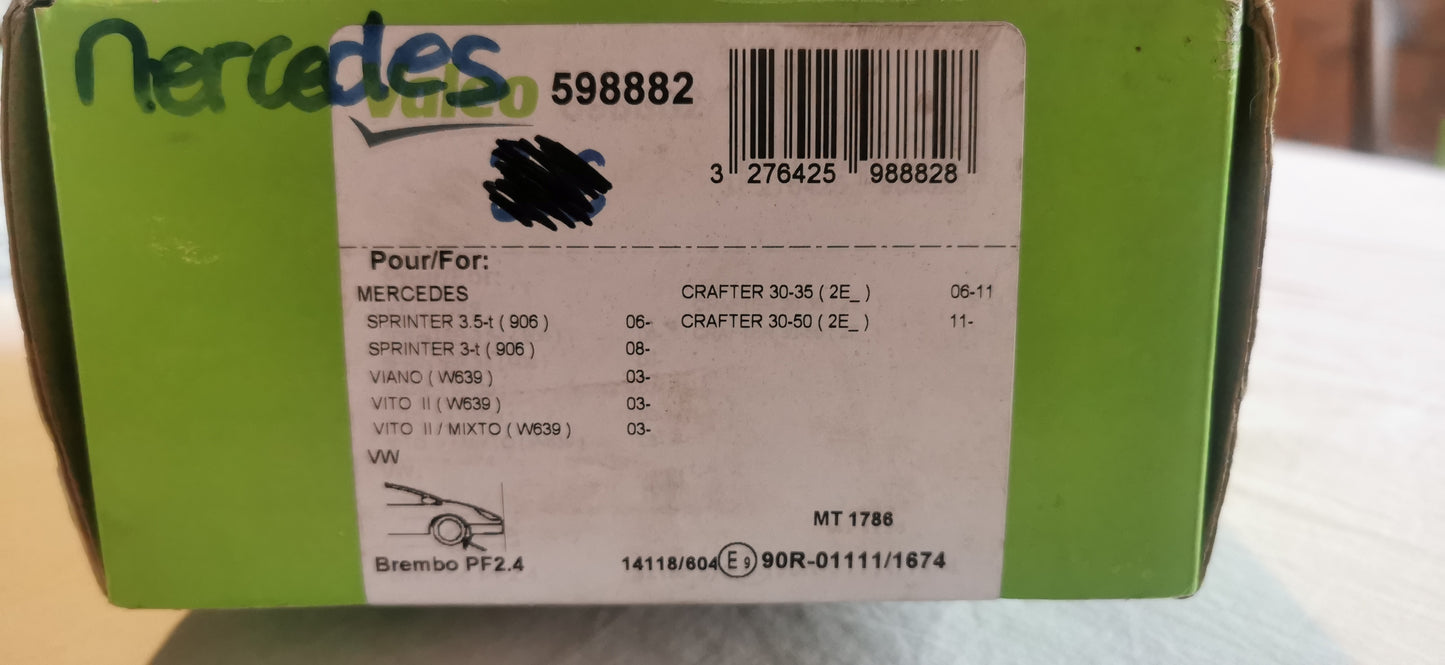 Mercedes
Valeo
598882
3 276425 988828
Pour/For:
MERCEDES
SPRINTER 3.5-t ( 906 ) 06-
SPRINTER 3-t ( 906 ) 08-
VIANO ( W639 ) 03-
VITO II ( W639 ) 03-
VITO II / MIXTO ( W639 ) 03-
VW
CRAFTER 30-35 ( 2E_ ) 06-11
CRAFTER 30-50 ( 2E_ ) 11-
Brembo PF2.4
MT 1786
14118/604 E9 90R-01111/1674